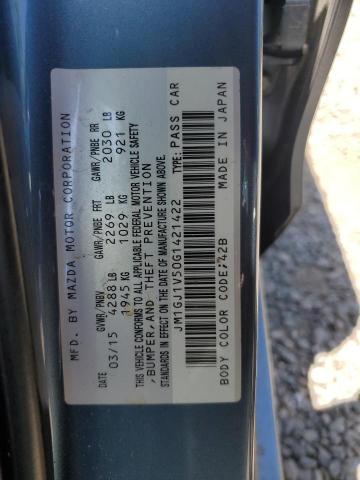 MFD. BY MAZDA MOTOR CORPORATION
DATE GVWR/PNBV GAWR/PNBE FRT GAWR/PNBE RR
03/15 4288 LB 2269 LB 2030 LB
1945 KG 1029 KG 921 KG
THIS VEHICLE CONFORMS TO ALL APPLICABLE FEDERAL MOTOR VEHICLE SAFETY
,BUMPER,AND THEFT PREVENTION
STANDARDS IN EFFECT ON THE DATE OF MANUFACTURE SHOWN ABOVE.
JM1GJ1V50G1421422 TYPE: PASS CAR
BODY COLOR CODE:42B MADE IN JAPAN